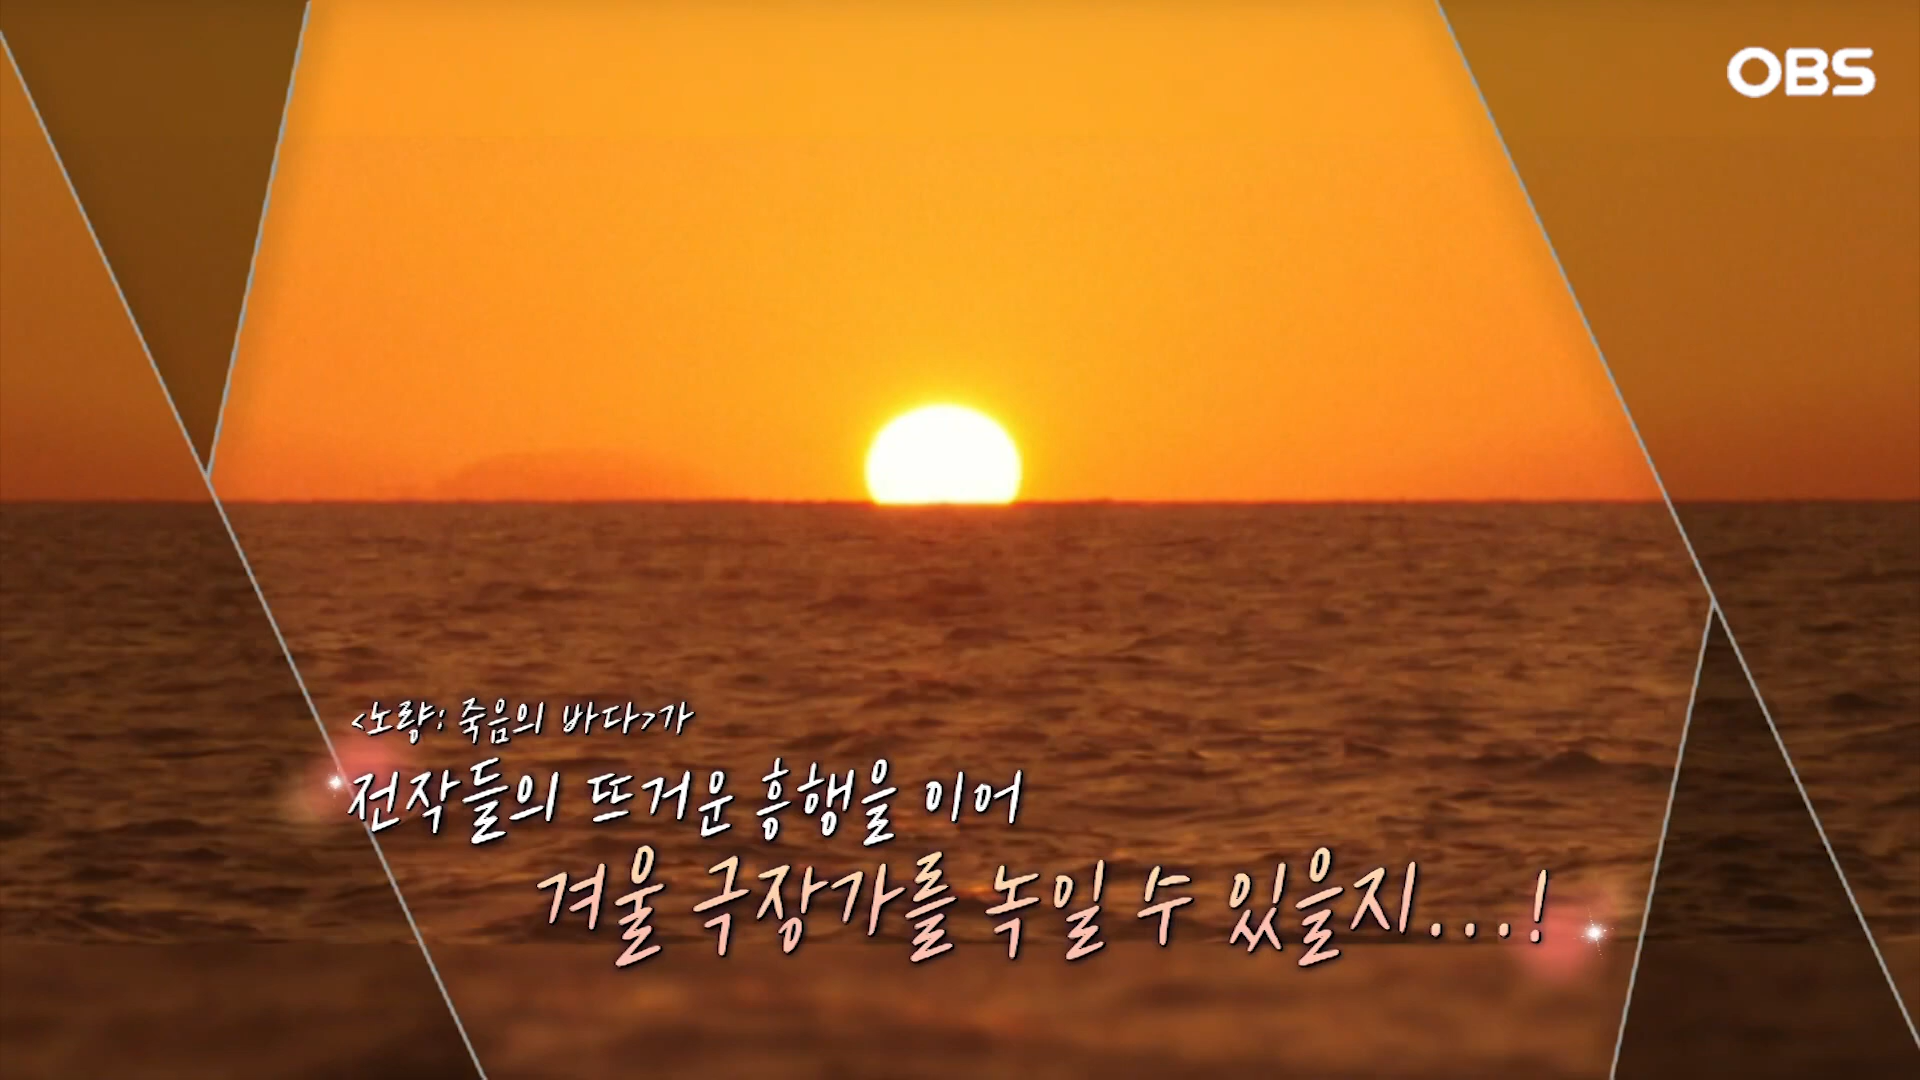 OBS
<노량: 죽음의 바다>가
전작들의 뜨거운 흥행을 이어
겨울 극장가를 녹일 수 있을지...!